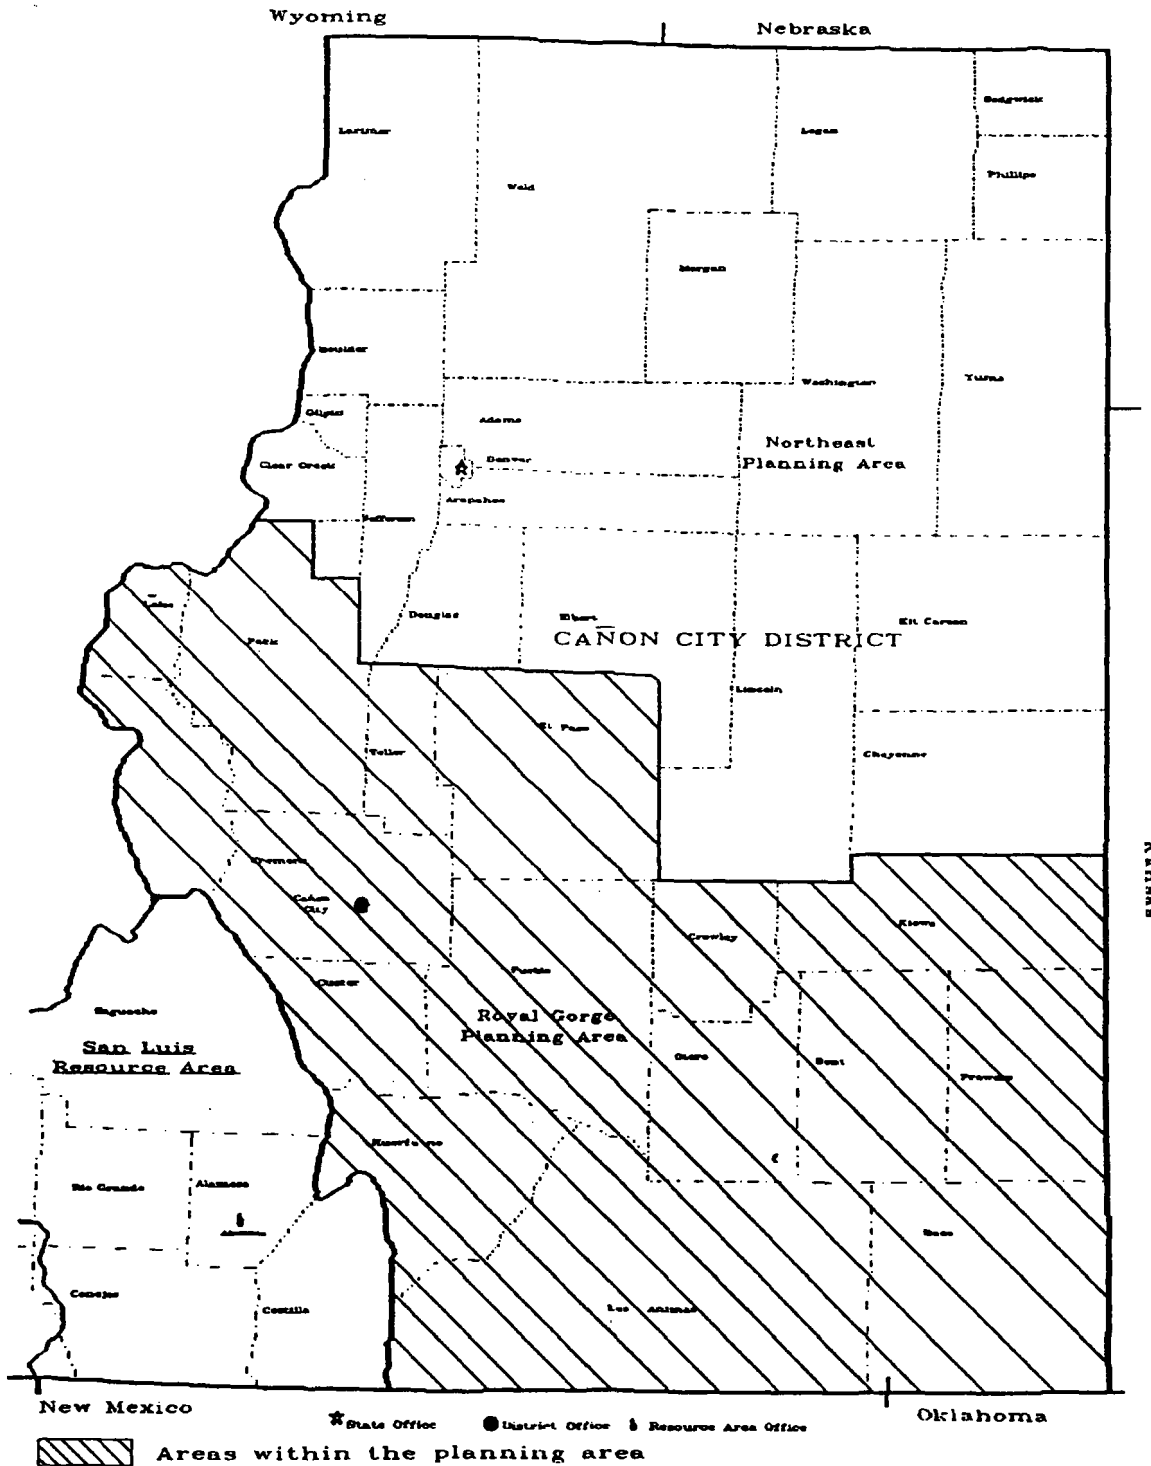 Wyoming
Nebraska
Sedgwick
Larimer
Logan
Phillips
Weld
Morgan
Boulder
Washington
Yuma
Gilpin
Adams
Northeast
Planning Area
Clear Creek
Denver
Arapahoe
Jefferson
Lake
Douglas
Elbert
Kit Carson
Park
CAÑON CITY DISTRICT
Lincoln
El Paso
Teller
Cheyenne
Fremont
Kansas
Cañon
City
Crowley
Kiowa
Pueblo
Custer
Saguache
Royal Gorge
Planning Area
San Luis
Resource Area
Otero
Bent
Prowers
Huerfano
Rio Grande
Alamosa
Alamosa
Baca
Conejos
Costilla
Las Animas
New Mexico
State Office
District Office
Resource Area Office
Oklahoma
Areas within the planning area